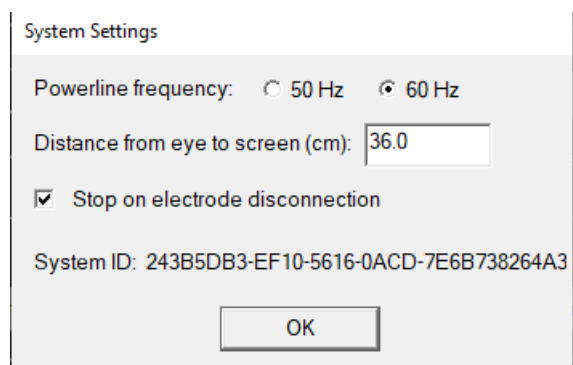 System Settings
Powerline frequency: 50 Hz 60 Hz
Distance from eye to screen (cm): 36.0
Stop on electrode disconnection
System ID: 243B5DB3-EF10-5616-0ACD-7E6B738264A3
OK